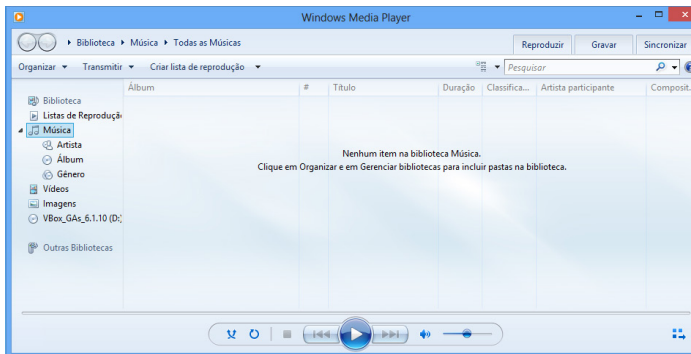 Windows Media Player
Biblioteca Música Todas as Músicas
Reproduzir Gravar Sincronizar
Organizar Transmitir Criar lista de reprodução Pesquisar
Álbum # Título Duração Classifica... Artista participante Composit...
Biblioteca
Listas de Reproduçã
Música
Artista
Álbum
Gênero
Vídeos
Imagens
VBox_GAs_6.1.10 (D:)
Outras Bibliotecas
Nenhum item na biblioteca Música.
Clique em Organizar e em Gerenciar bibliotecas para incluir pastas na biblioteca.